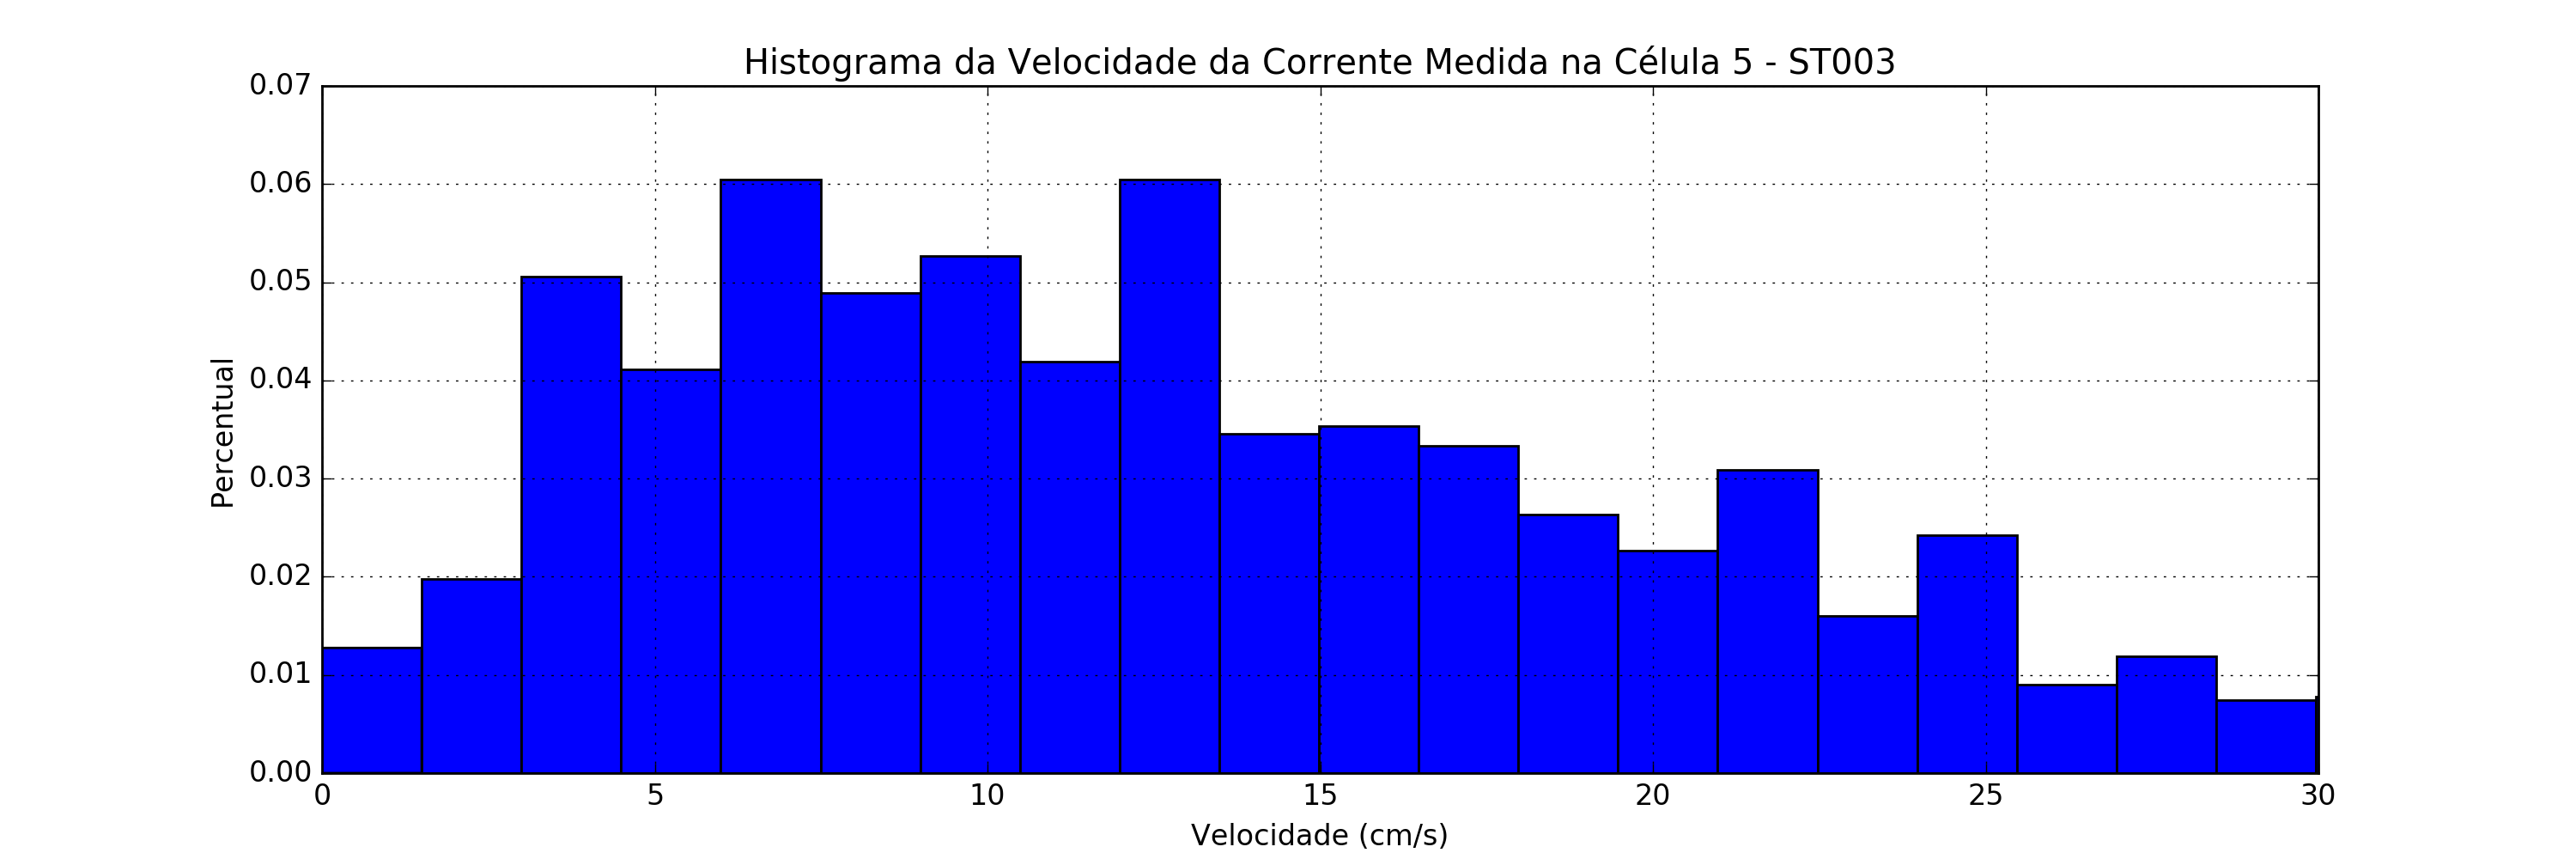 Histograma da Velocidade da Corrente Medida na Célula 5 - ST003
0.07
0.06
0.05
0.04
0.03
0.02
0.01
0.00
Percentual
0 5 10 15 20 25 30
Velocidade (cm/s)